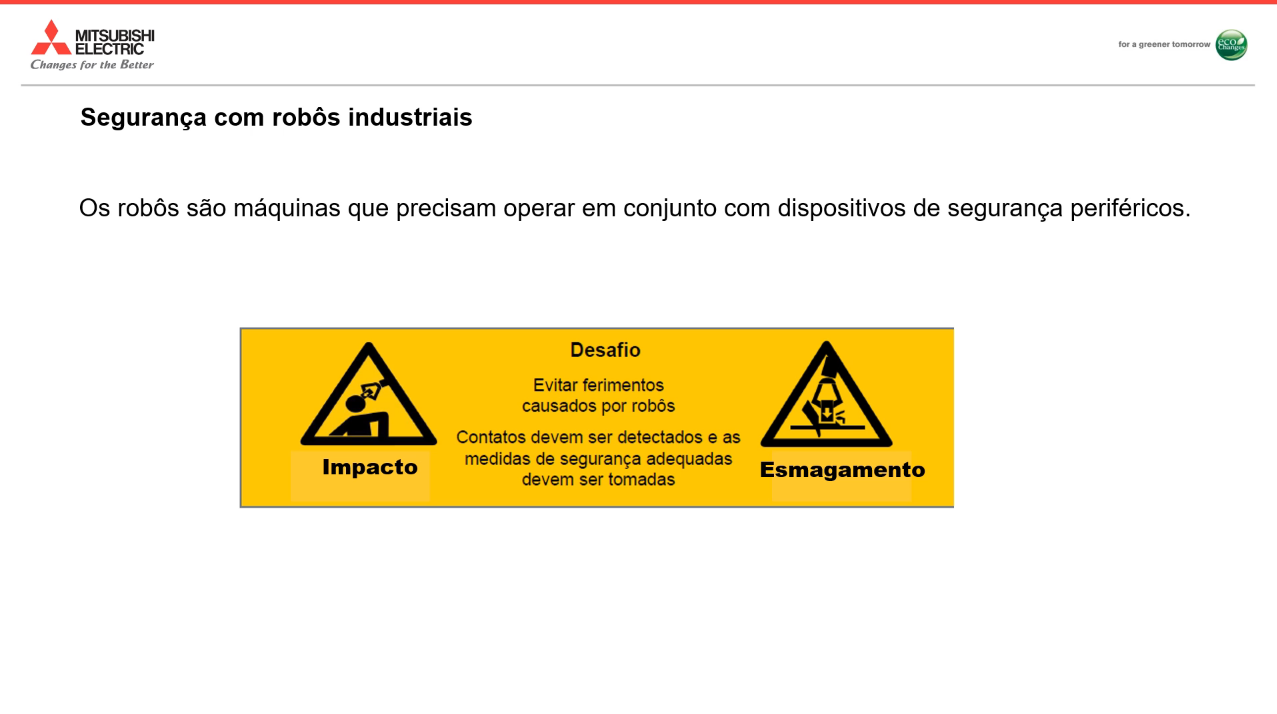 MITSUBISHI
ELECTRIC
Changes for the Better
for a greener tomorrow
eco
Changes
Segurança com robôs industriais
Os robôs são máquinas que precisam operar em conjunto com dispositivos de segurança periféricos.
Desafio
Evitar ferimentos
causados por robôs
Contatos devem ser detectados e as
medidas de segurança adequadas
devem ser tomadas
Impacto
Esmagamento